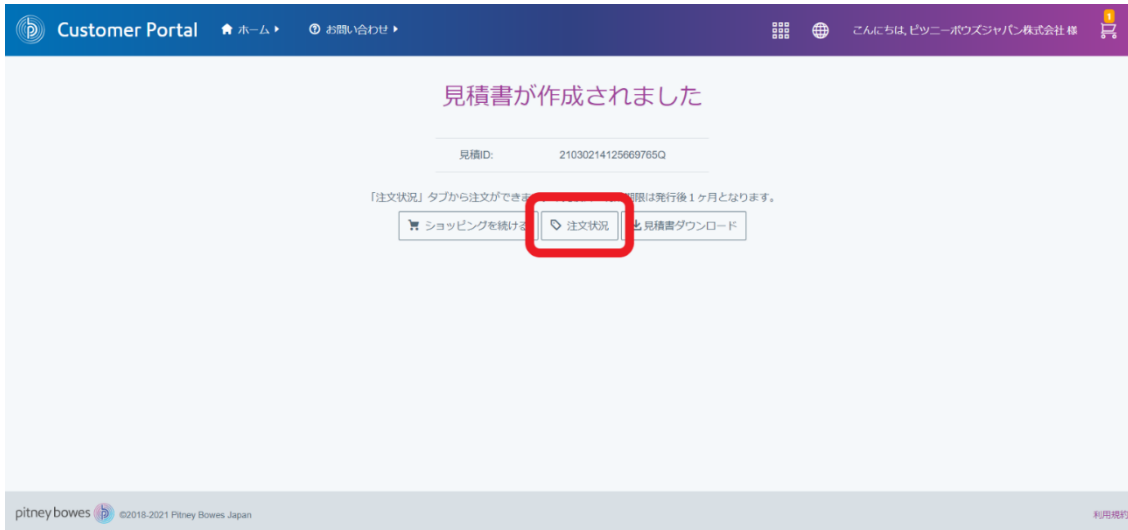 Customer Portal ホーム お問い合わせ こんにちは, ピツニーボウズジャパン株式会社 様 1
見積書が作成されました
見積ID: 21030214125669765Q
「注文状況」タブから注文ができま 期限は発行後1ヶ月となります。
ショッピングを続ける 注文状況 見積書ダウンロード
pitney bowes ©2018-2021 Pitney Bowes Japan 利用規約